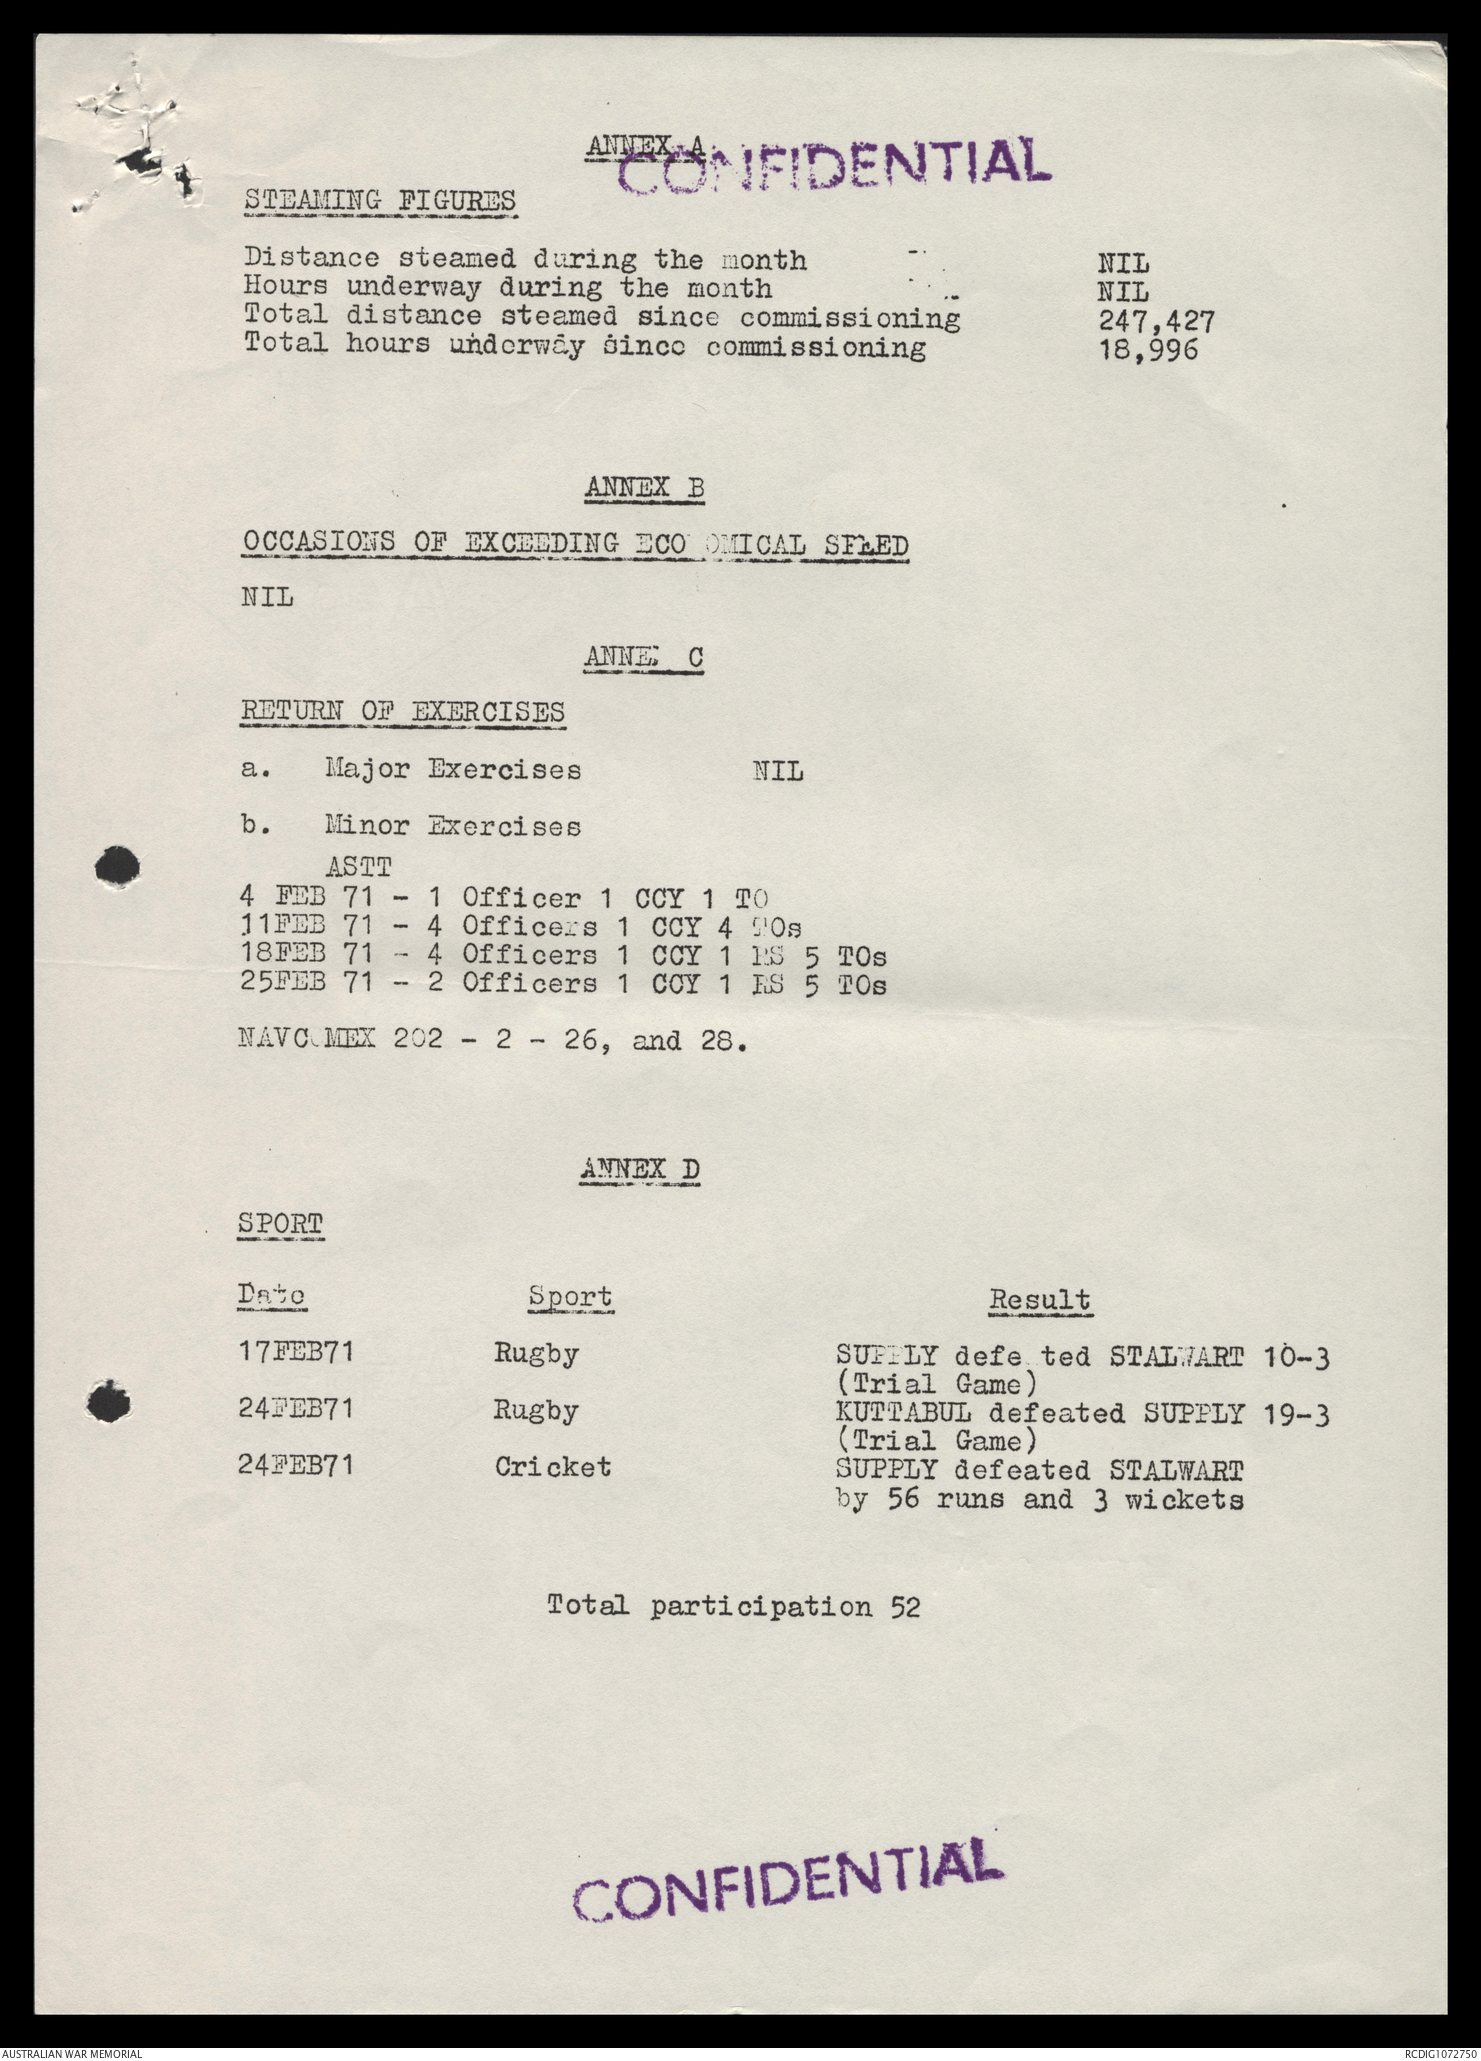 ANNEX A
CONFIDENTIAL
STEAMING FIGURES
Distance steamed during the month - NIL
Hours underway during the month NIL
Total distance steamed since commissioning 247,427
Total hours underway since commissioning 18,996
ANNEX B
OCCASIONS OF EXCEEDING ECONOMICAL SPEED
NIL
ANNEX C
RETURN OF EXERCISES
a. Major Exercises NIL
b. Minor Exercises
ASTT
4 FEB 71 - 1 Officer 1 CCY 1 TO
11FEB 71 - 4 Officers 1 CCY 4 TOs
18FEB 71 - 4 Officers 1 CCY 1 RS 5 TOs
25FEB 71 - 2 Officers 1 CCY 1 RS 5 TOs
NAVCOMEX 202 - 2 - 26, and 28.
ANNEX D
SPORT
Date Sport Result
17FEB71 Rugby SUPPLY defeated STALWART 10-3
(Trial Game)
24FEB71 Rugby KUTTABUL defeated SUPPLY 19-3
(Trial Game)
24FEB71 Cricket SUPPLY defeated STALWART
by 56 runs and 3 wickets
Total participation 52
CONFIDENTIAL
AUSTRALIAN WAR MEMORIAL RCDIG1072750